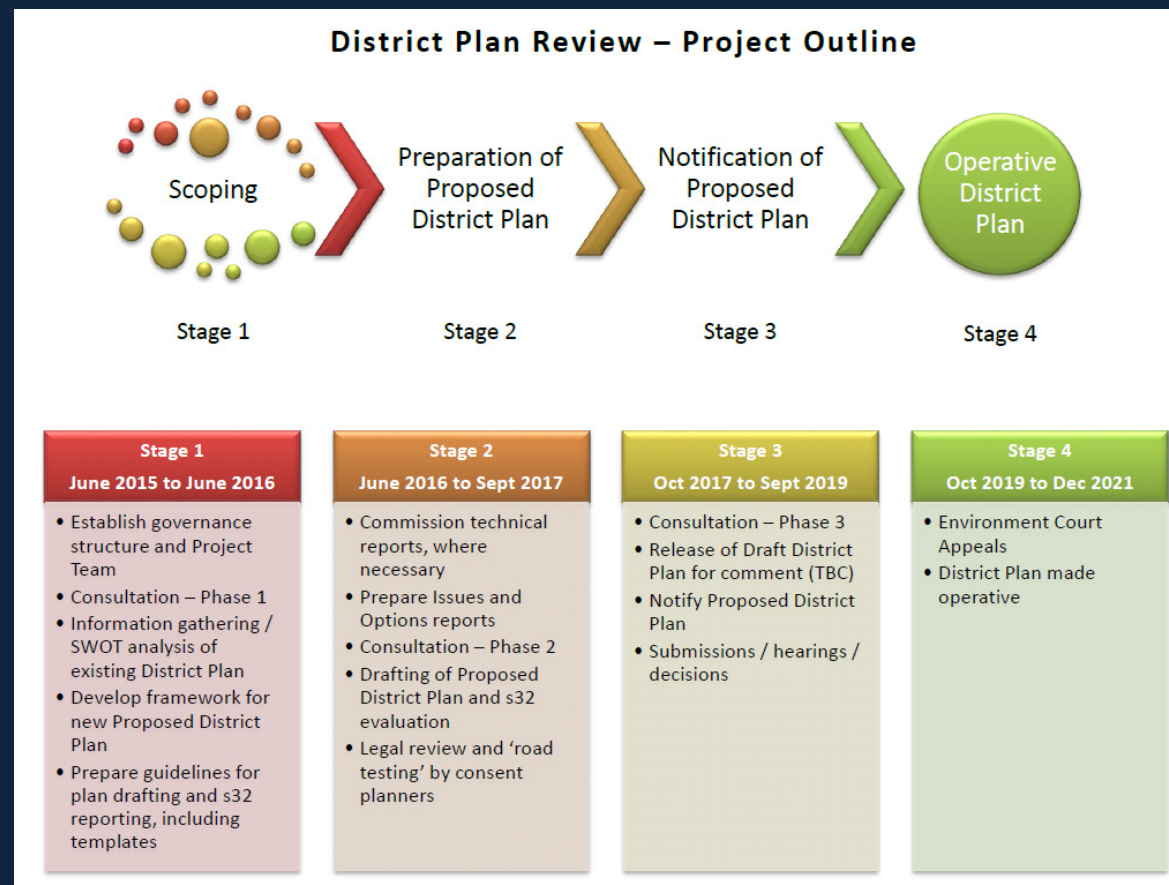 District Plan Review – Project Outline
Scoping
Preparation of
Proposed
District Plan
Notification of
Proposed
District Plan
Operative
District
Plan
Stage 1
Stage 2
Stage 3
Stage 4
Stage 1
June 2015 to June 2016
• Establish governance
structure and Project
Team
• Consultation – Phase 1
• Information gathering /
SWOT analysis of
existing District Plan
• Develop framework for
new Proposed District
Plan
• Prepare guidelines for
plan drafting and s32
reporting, including
templates
Stage 2
June 2016 to Sept 2017
• Commission technical
reports, where
necessary
• Prepare Issues and
Options reports
• Consultation – Phase 2
• Drafting of Proposed
District Plan and s32
evaluation
• Legal review and ‘road
testing’ by consent
planners
Stage 3
Oct 2017 to Sept 2019
• Consultation – Phase 3
• Release of Draft District
Plan for comment (TBC)
• Notify Proposed District
Plan
• Submissions / hearings /
decisions
Stage 4
Oct 2019 to Dec 2021
• Environment Court
Appeals
• District Plan made
operative